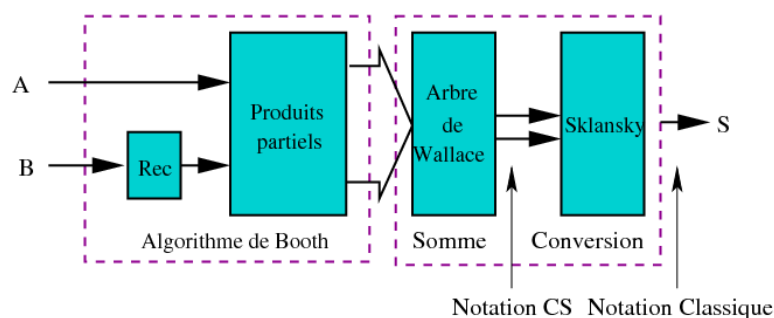 A
B
Rec
Produits
partiels
Algorithme de Booth
Arbre
de
Wallace
Somme
Sklansky
Conversion
S
Notation CS
Notation Classique